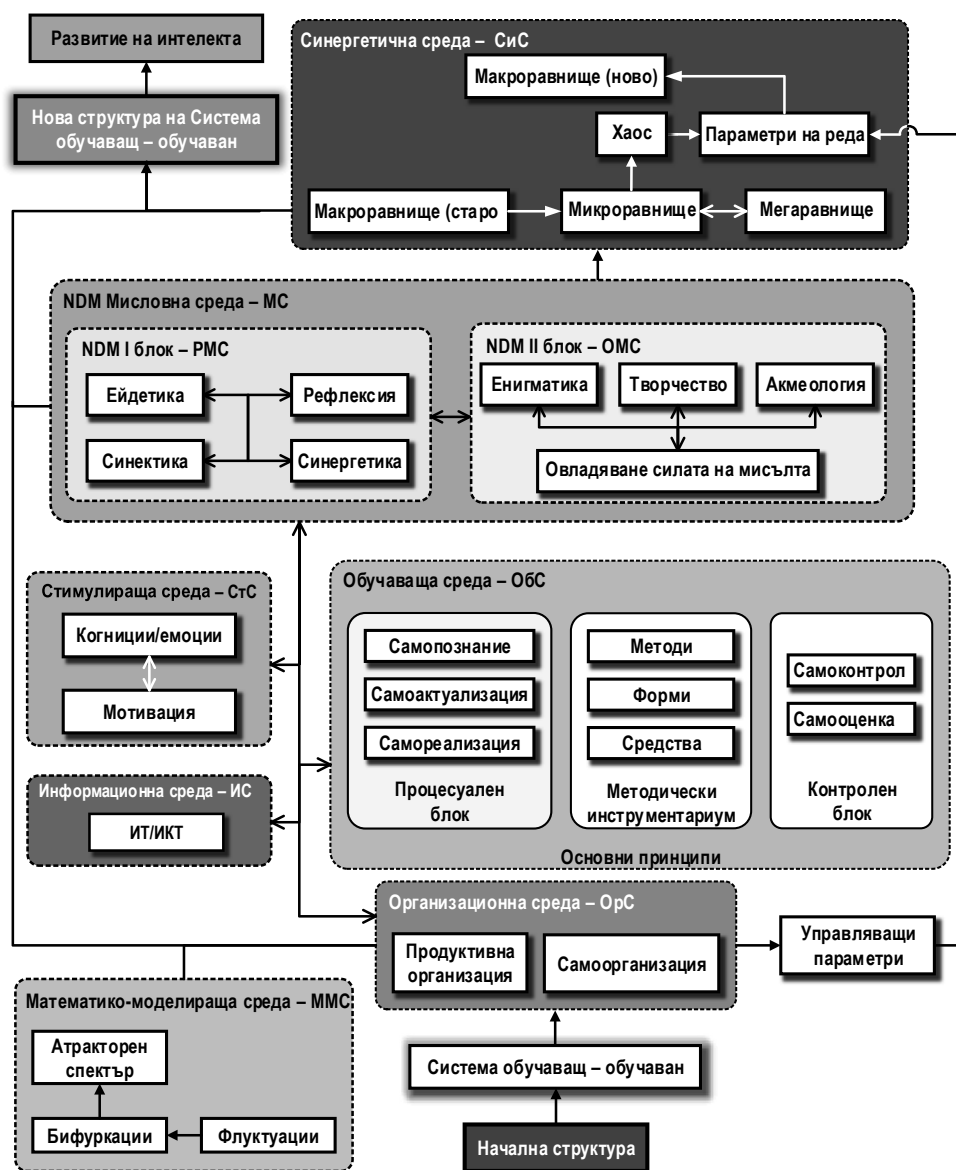 Развитие на интелекта
Нова структура на Система
обучаващ – обучаван
Синергетична среда – СиС
Макроравнище (ново)
Хаос
Параметри на реда
Макроравнище (старо
Микроравнище
Мегаравнище
NDM Мисловна среда – МС
NDM I блок – РМС
Ейдетика
Рефлексия
Синектика
Синергетика
NDM II блок – ОМС
Енигматика
Творчество
Акмеология
Овладяване силата на мисълта
Стимулираща среда – СтС
Когниции/емоции
Мотивация
Информационна среда – ИС
ИТ/ИКТ
Обучаваща среда – ОбС
Самопознание
Самоактуализация
Самореализация
Процесуален
блок
Методи
Форми
Средства
Методически
инструментариум
Самоконтрол
Самооценка
Контролен
блок
Основни принципи
Организационна среда – ОрС
Продуктивна
организация
Самоорганизация
Управляващи
параметри
Математико-моделираща среда – ММС
Атракторен
спектър
Бифуркации
Флуктуации
Система обучаващ – обучаван
Начална структура